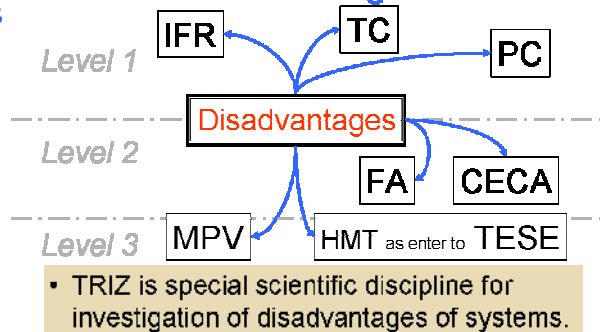 IFR
TC
PC
Level 1
Disadvantages
Level 2
FA
CECA
Level 3
MPV
HMT as enter to TESE
• TRIZ is special scientific discipline for
investigation of disadvantages of systems.